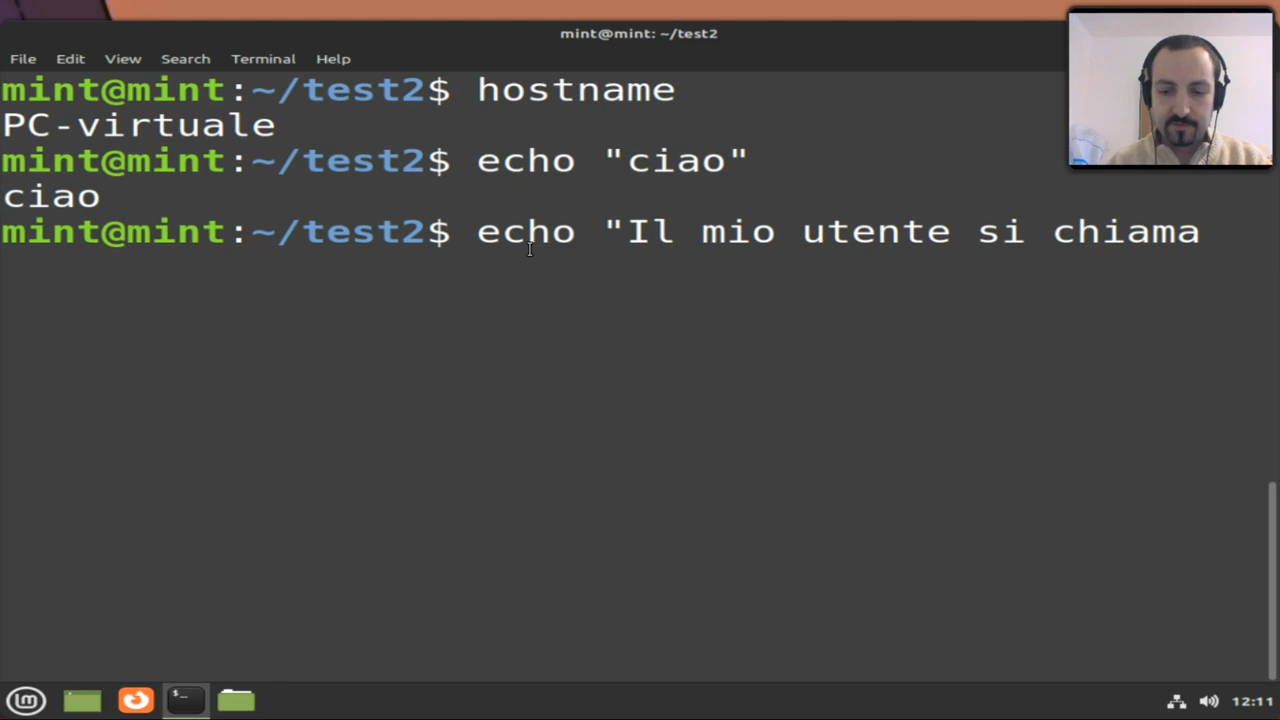 mint@mint: ~/test2
File Edit View Search Terminal Help
mint@mint:~/test2$ hostname
PC-virtuale
mint@mint:~/test2$ echo "ciao"
ciao
mint@mint:~/test2$ echo "Il mio utente si chiama
12:11